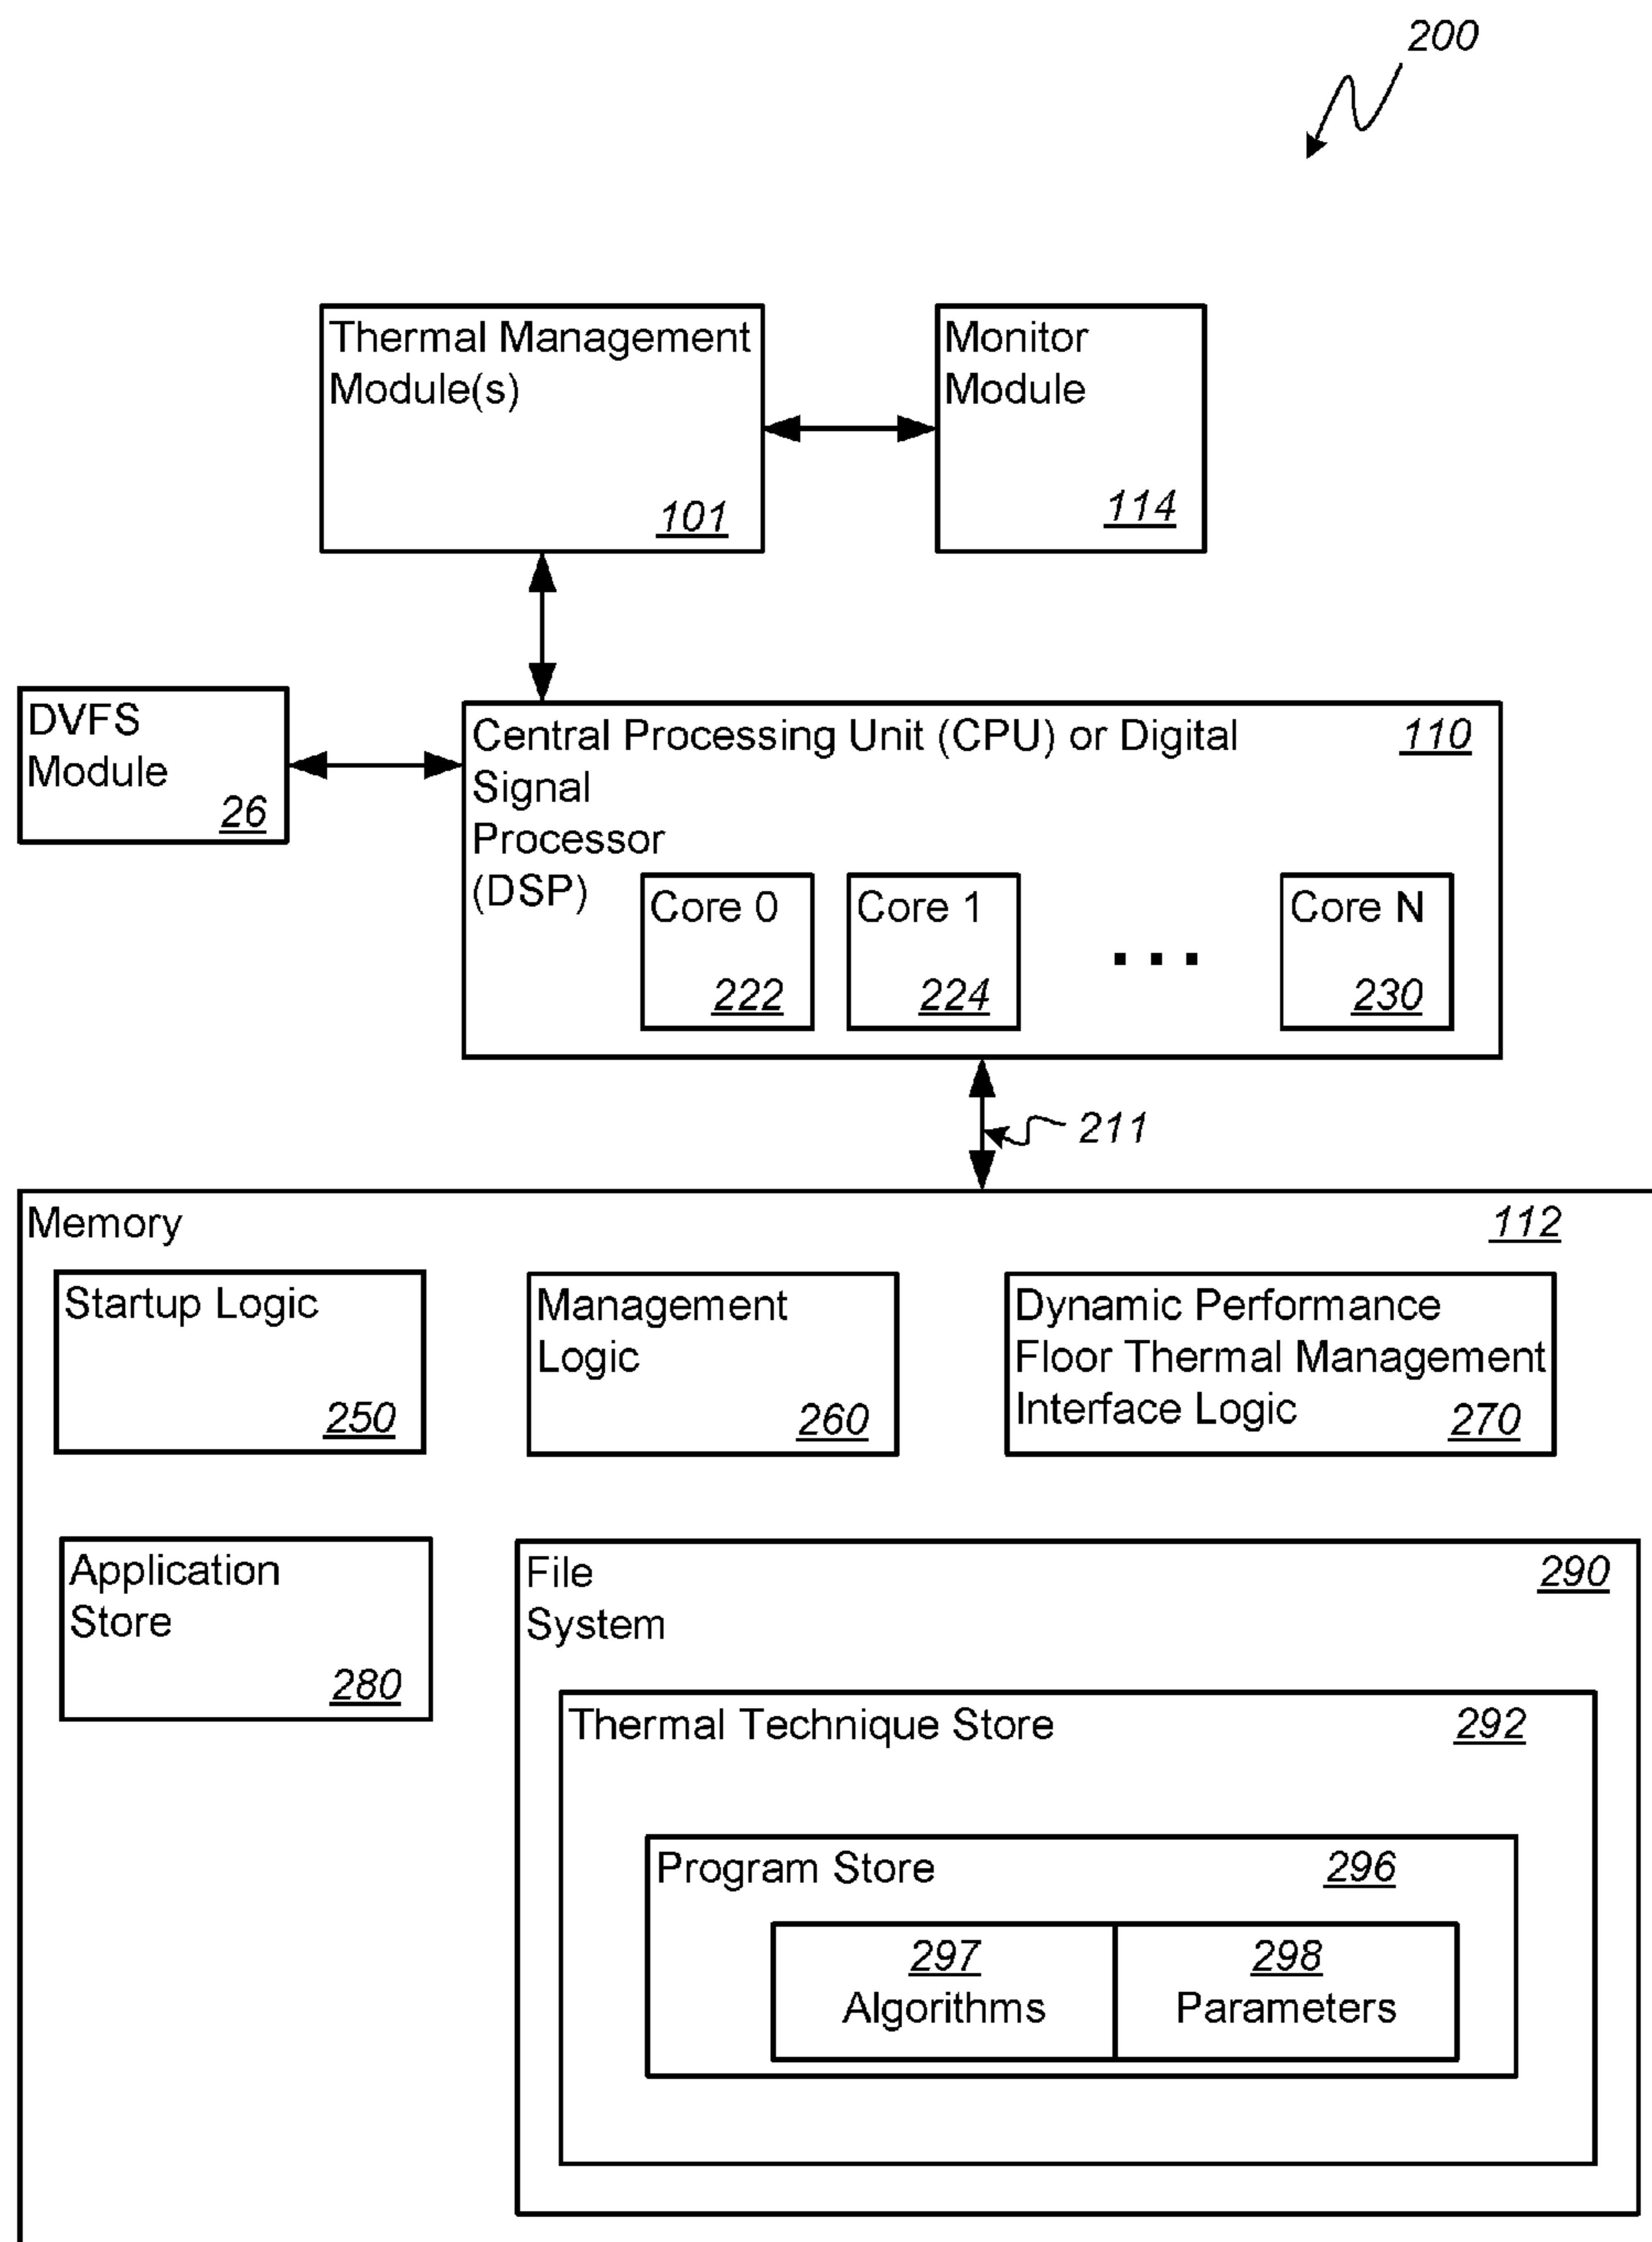 200
Thermal Management
Module(s)
101
Monitor
Module
114
DVFS
Module
26
Central Processing Unit (CPU) or Digital
Signal
Processor
(DSP)
110
Core 0
222
Core 1
224
...
Core N
230
211
Memory
112
Startup Logic
250
Management
Logic
260
Dynamic Performance
Floor Thermal Management
Interface Logic
270
Application
Store
280
File
System
290
Thermal Technique Store
292
Program Store
296
297
Algorithms
298
Parameters